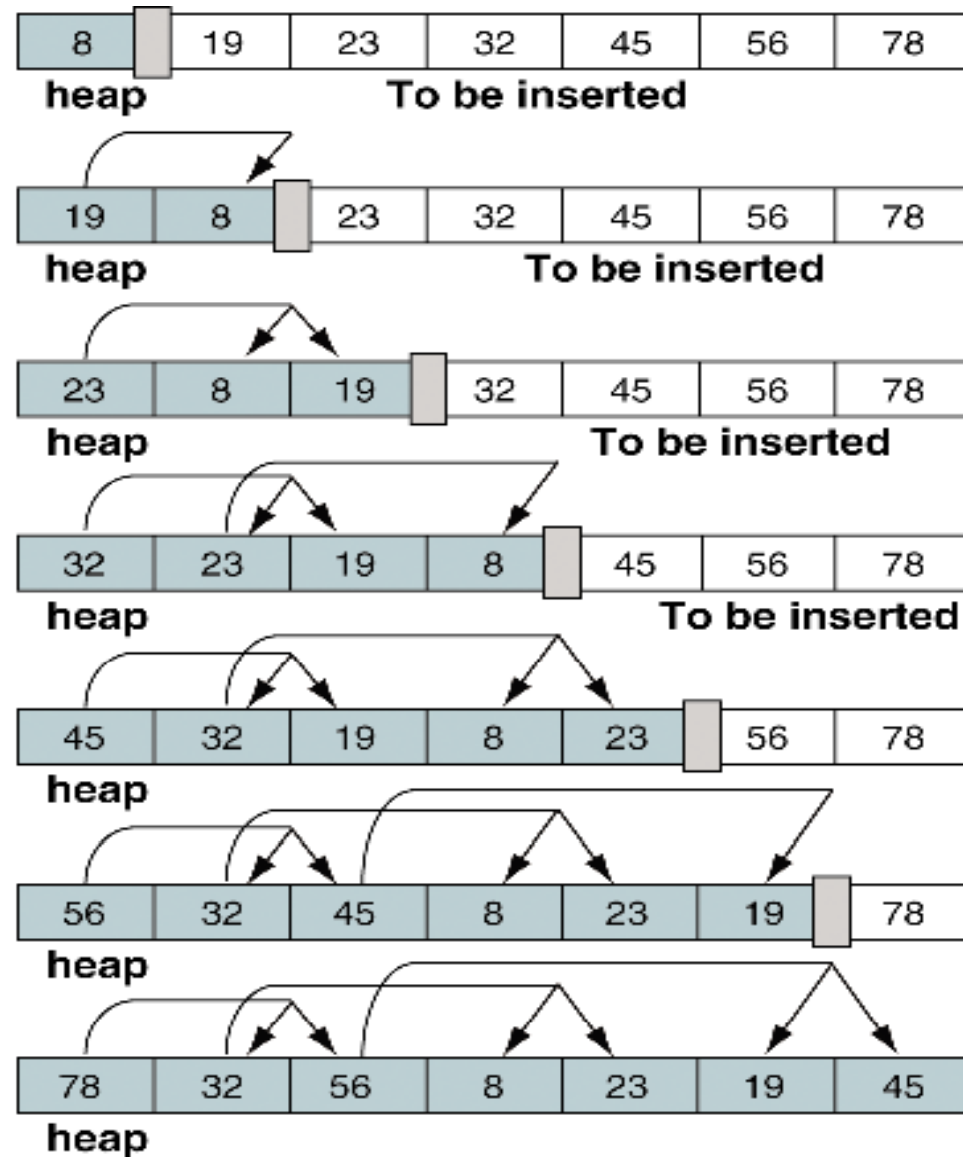 8 19 23 32 45 56 78
heap To be inserted
19 8 23 32 45 56 78
heap To be inserted
23 8 19 32 45 56 78
heap To be inserted
32 23 19 8 45 56 78
heap To be inserted
45 32 19 8 23 56 78
heap
56 32 45 8 23 19 78
heap
78 32 56 8 23 19 45
heap